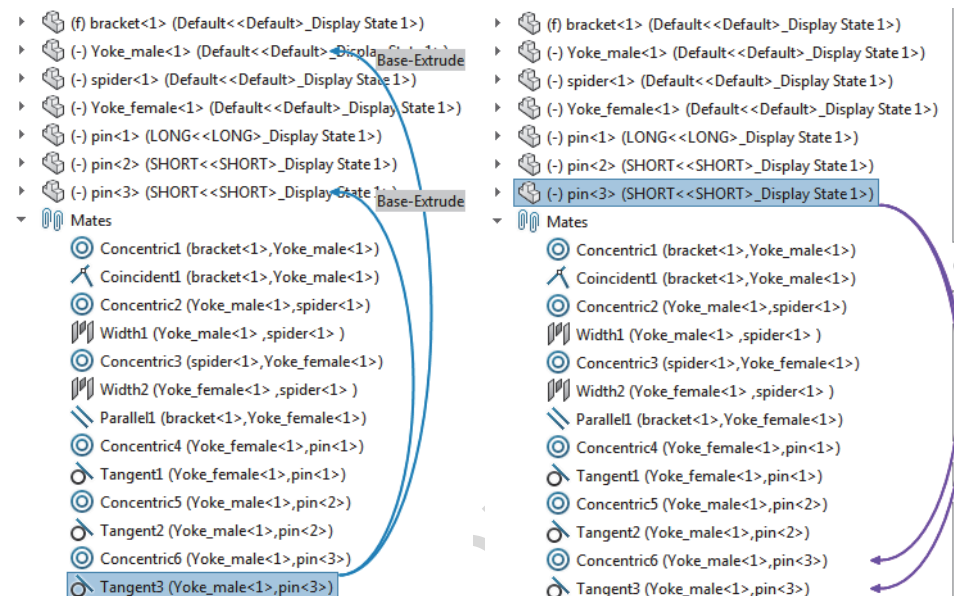 (f) bracket<1> (Default<<Default>_Display State 1>)
(-) Yoke_male<1> (Default<<Default>_Display State 1>)
Base-Extrude
(-) spider<1> (Default<<Default>_Display State 1>)
(-) Yoke_female<1> (Default<<Default>_Display State 1>)
(-) pin<1> (LONG<<LONG>_Display State 1>)
(-) pin<2> (SHORT<<SHORT>_Display State 1>)
(-) pin<3> (SHORT<<SHORT>_Display State 1>)
Base-Extrude
Mates
Concentric1 (bracket<1>,Yoke_male<1>)
Coincident1 (bracket<1>,Yoke_male<1>)
Concentric2 (Yoke_male<1>,spider<1>)
Width1 (Yoke_male<1> ,spider<1> )
Concentric3 (spider<1>,Yoke_female<1>)
Width2 (Yoke_female<1> ,spider<1> )
Parallel1 (bracket<1>,Yoke_female<1>)
Concentric4 (Yoke_female<1>,pin<1>)
Tangent1 (Yoke_female<1>,pin<1>)
Concentric5 (Yoke_male<1>,pin<2>)
Tangent2 (Yoke_male<1>,pin<2>)
Concentric6 (Yoke_male<1>,pin<3>)
Tangent3 (Yoke_male<1>,pin<3>)
(f) bracket<1> (Default<<Default>_Display State 1>)
(-) Yoke_male<1> (Default<<Default>_Display State 1>)
(-) spider<1> (Default<<Default>_Display State 1>)
(-) Yoke_female<1> (Default<<Default>_Display State 1>)
(-) pin<1> (LONG<<LONG>_Display State 1>)
(-) pin<2> (SHORT<<SHORT>_Display State 1>)
(-) pin<3> (SHORT<<SHORT>_Display State 1>)
Mates
Concentric1 (bracket<1>,Yoke_male<1>)
Coincident1 (bracket<1>,Yoke_male<1>)
Concentric2 (Yoke_male<1>,spider<1>)
Width1 (Yoke_male<1> ,spider<1> )
Concentric3 (spider<1>,Yoke_female<1>)
Width2 (Yoke_female<1> ,spider<1> )
Parallel1 (bracket<1>,Yoke_female<1>)
Concentric4 (Yoke_female<1>,pin<1>)
Tangent1 (Yoke_female<1>,pin<1>)
Concentric5 (Yoke_male<1>,pin<2>)
Tangent2 (Yoke_male<1>,pin<2>)
Concentric6 (Yoke_male<1>,pin<3>)
Tangent3 (Yoke_male<1>,pin<3>)